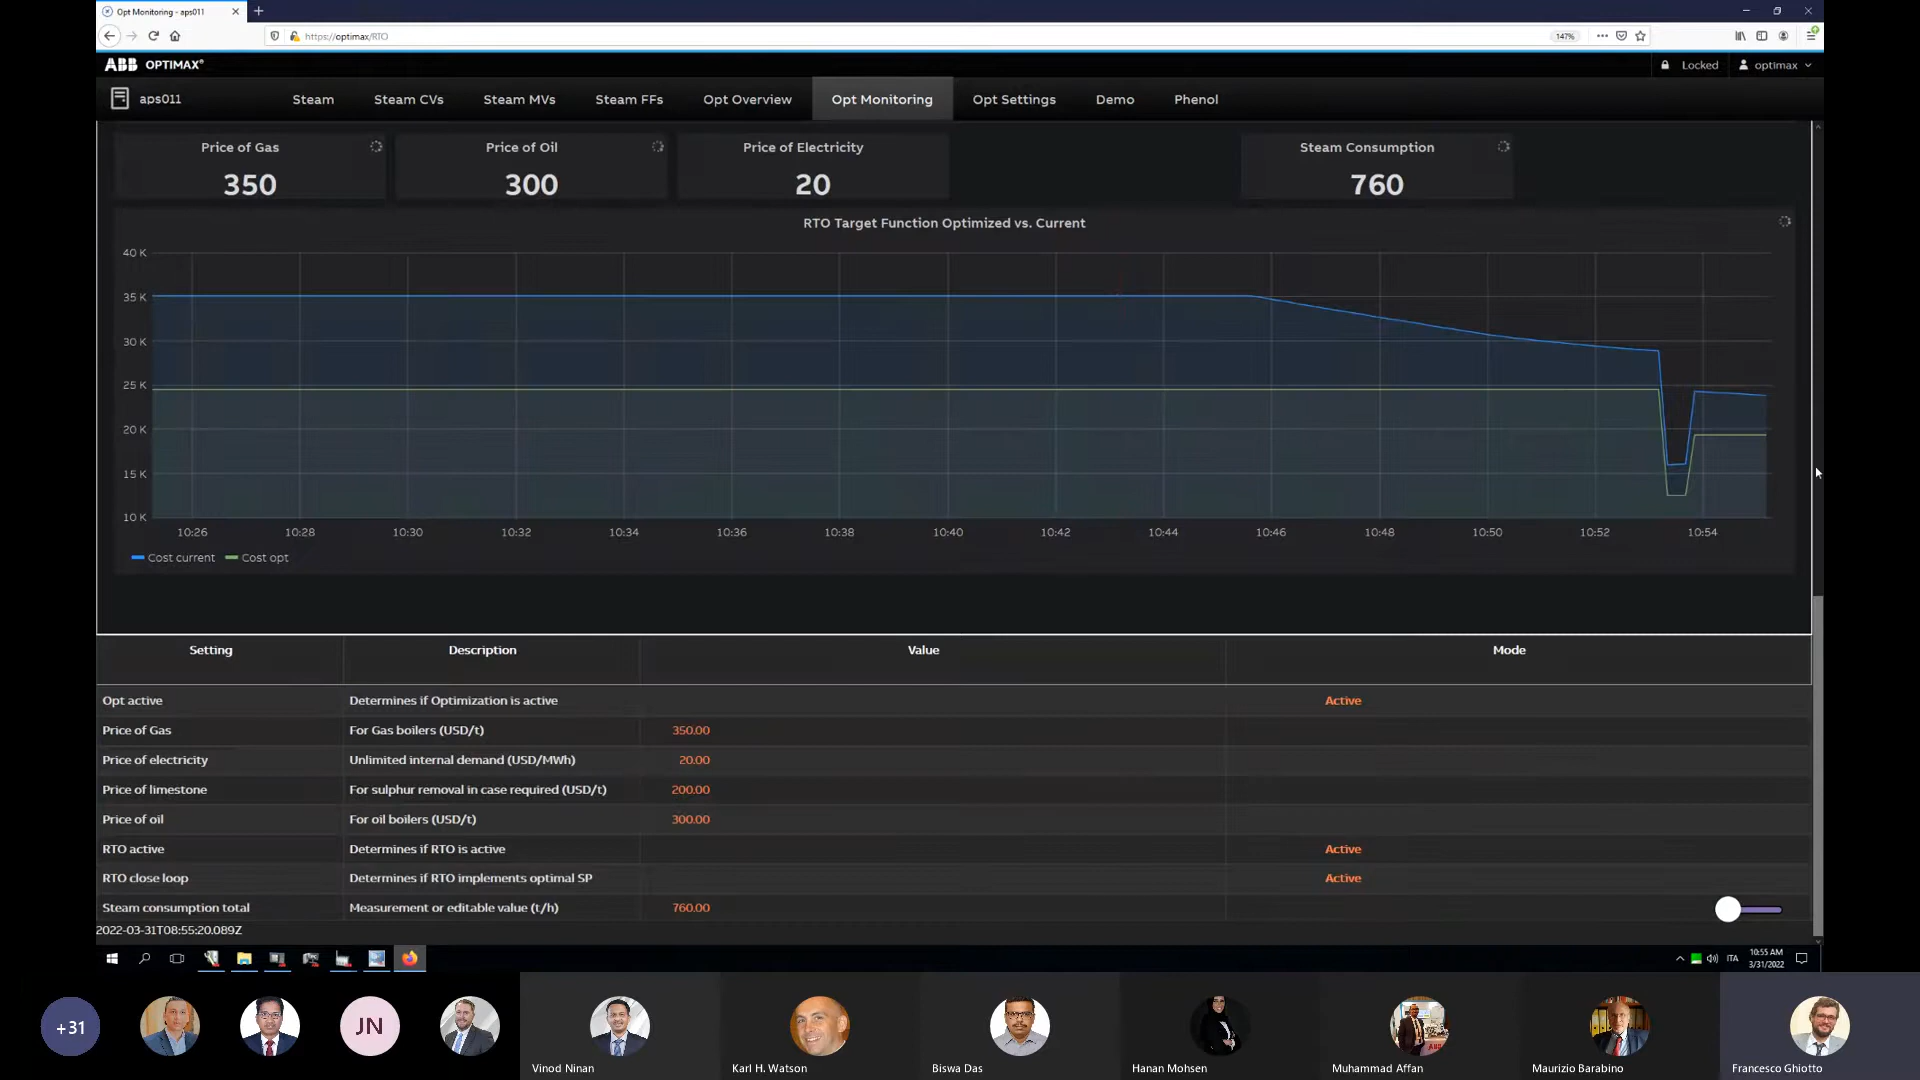 Opt Monitoring - aps011
https://optimax/RTO
147%
ABB OPTIMAX®
Locked
optimax
aps011
Steam
Steam CVs
Steam MVs
Steam FFs
Opt Overview
Opt Monitoring
Opt Settings
Demo
Phenol
Price of Gas
350
Price of Oil
300
Price of Electricity
20
Steam Consumption
760
RTO Target Function Optimized vs. Current
40 K
35 K
30 K
25 K
20 K
15 K
10 K
10:26 10:28 10:30 10:32 10:34 10:36 10:38 10:40 10:42 10:44 10:46 10:48 10:50 10:52 10:54
Cost current Cost opt
Setting Description Value Mode
Opt active Determines if Optimization is active Active
Price of Gas For Gas boilers (USD/t) 350.00
Price of electricity Unlimited internal demand (USD/MWh) 20.00
Price of limestone For sulphur removal in case required (USD/t) 200.00
Price of oil For oil boilers (USD/t) 300.00
RTO active Determines if RTO is active Active
RTO close loop Determines if RTO implements optimal SP Active
Steam consumption total Measurement or editable value (t/h) 760.00
2022-03-31T08:55:20.089Z
ITA
10:55 AM
3/31/2022
+31
JN
Vinod Ninan
Karl H. Watson
Biswa Das
Hanan Mohsen
Muhammad Affan
Maurizio Barabino
Francesco Ghiotto